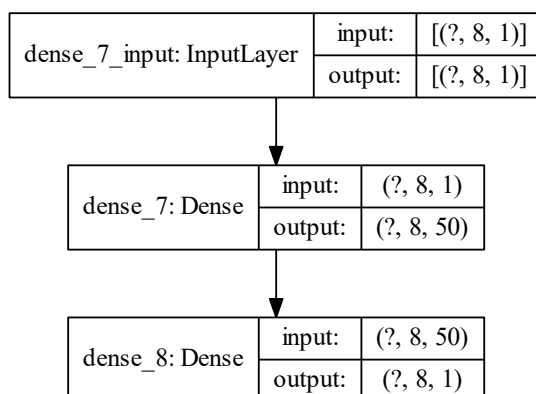 dense_7_input: InputLayer
input: [(?, 8, 1)]
output: [(?, 8, 1)]
dense_7: Dense
input: (?, 8, 1)
output: (?, 8, 50)
dense_8: Dense
input: (?, 8, 50)
output: (?, 8, 1)